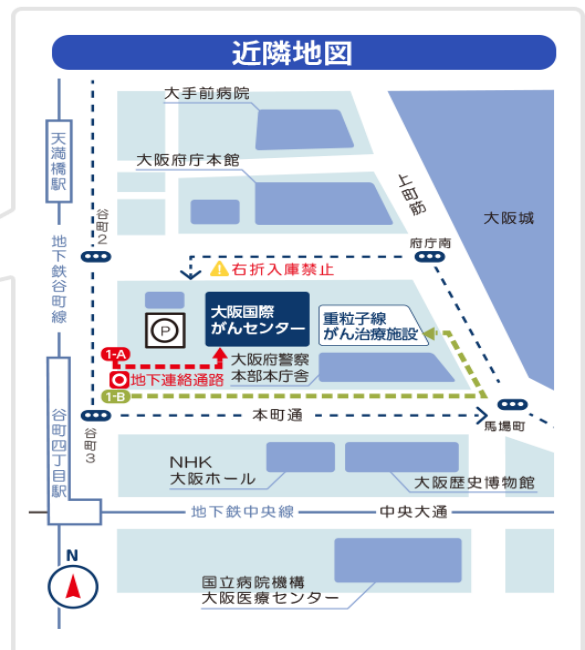 近隣地図
大手前病院
天満橋駅
大阪府庁本館
上町筋
大阪城
谷町2
地下鉄谷町線
府庁南
右折入庫禁止
P
大阪国際
がんセンター
重粒子線
がん治療施設
1-A
大阪府警察
本部本庁舎
地下連絡通路
1-B
本町通
馬場町
谷町3
谷町四丁目駅
NHK
大阪ホール
大阪歴史博物館
地下鉄中央線
中央大通
N
国立病院機構
大阪医療センター